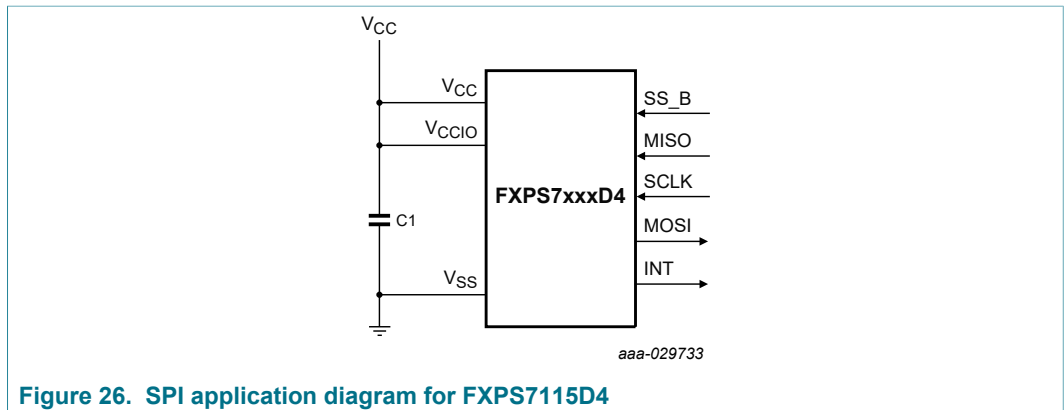 VCC
VCC
VCCIO
C1
VSS
FXPS7xxxD4
SS_B
MISO
SCLK
MOSI
INT
aaa-029733
Figure 26. SPI application diagram for FXPS7115D4